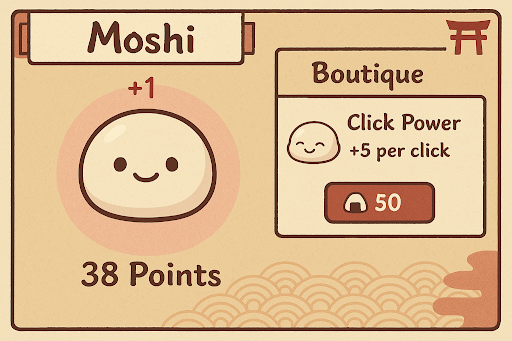 Moshi
+1
38 Points
Boutique
Click Power
+5 per click
50